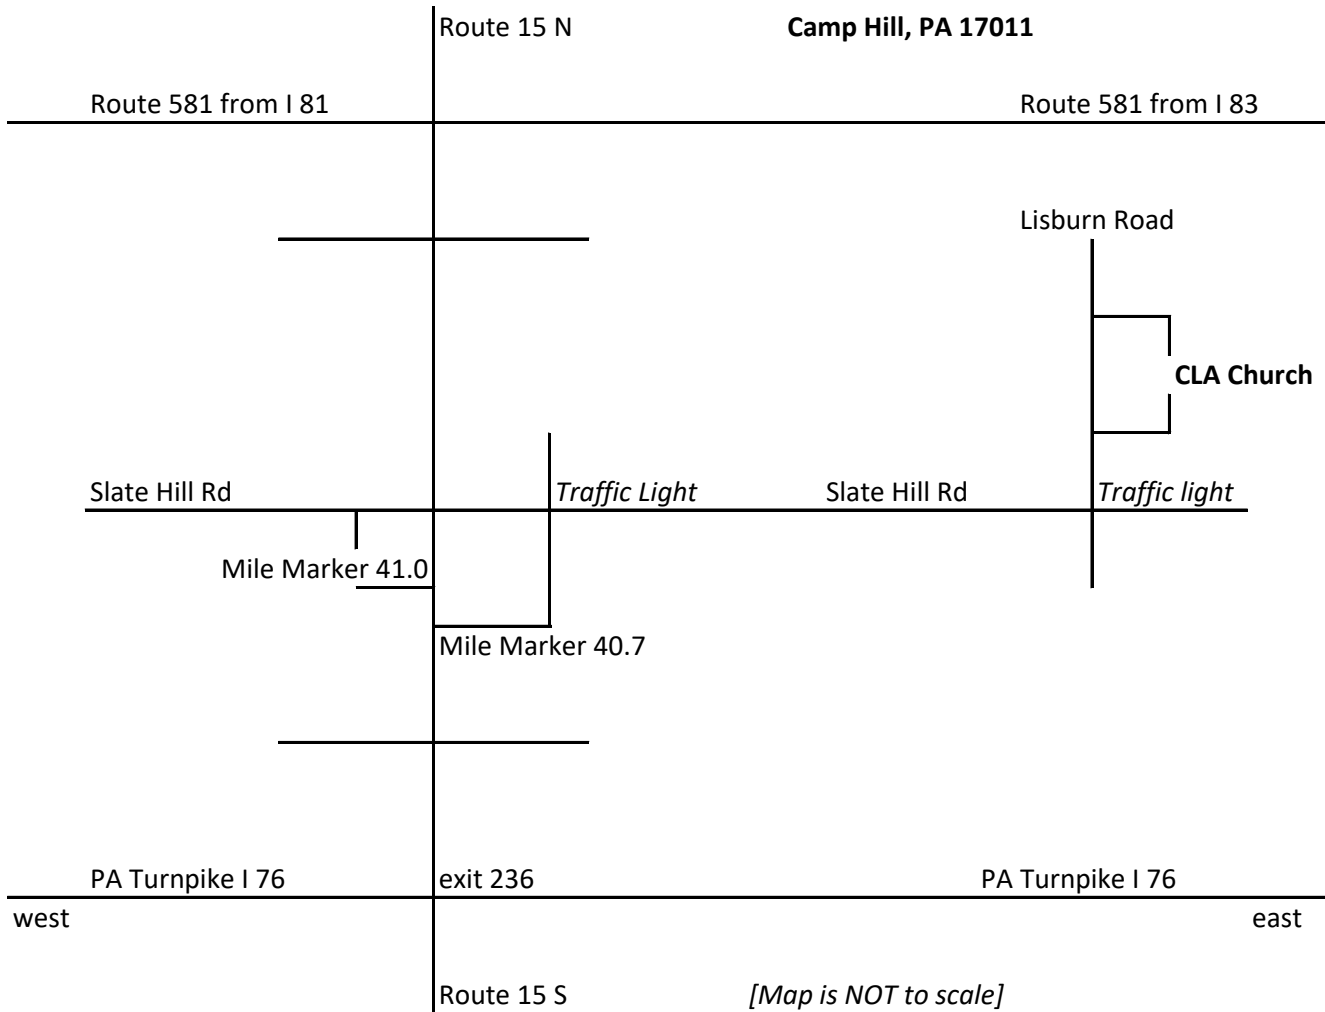 Route 15 N
Camp Hill, PA 17011
Route 581 from I 81
Route 581 from I 83
Lisburn Road
CLA Church
Slate Hill Rd
Traffic Light
Slate Hill Rd
Traffic light
Mile Marker 41.0
Mile Marker 40.7
PA Turnpike I 76
exit 236
PA Turnpike I 76
west
east
Route 15 S
[Map is NOT to scale]